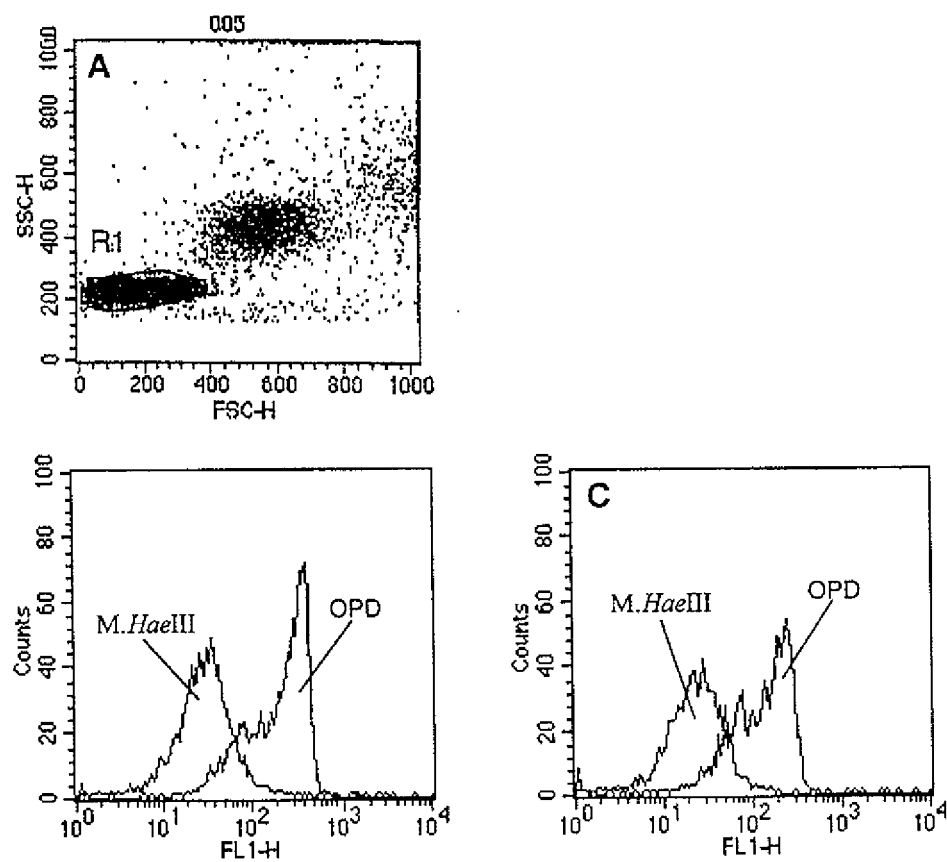 005
A
1000
800
600
400
200
0
SSC-H
R1
0 200 400 600 800 1000
FSC-H
100
80
60
40
20
0
Counts
M.HaeIII
OPD
10^0 10^1 10^2 10^3 10^4
FL1-H
C
100
80
60
40
20
0
Counts
M.HaeIII
OPD
10^0 10^1 10^2 10^3 10^4
FL1-H